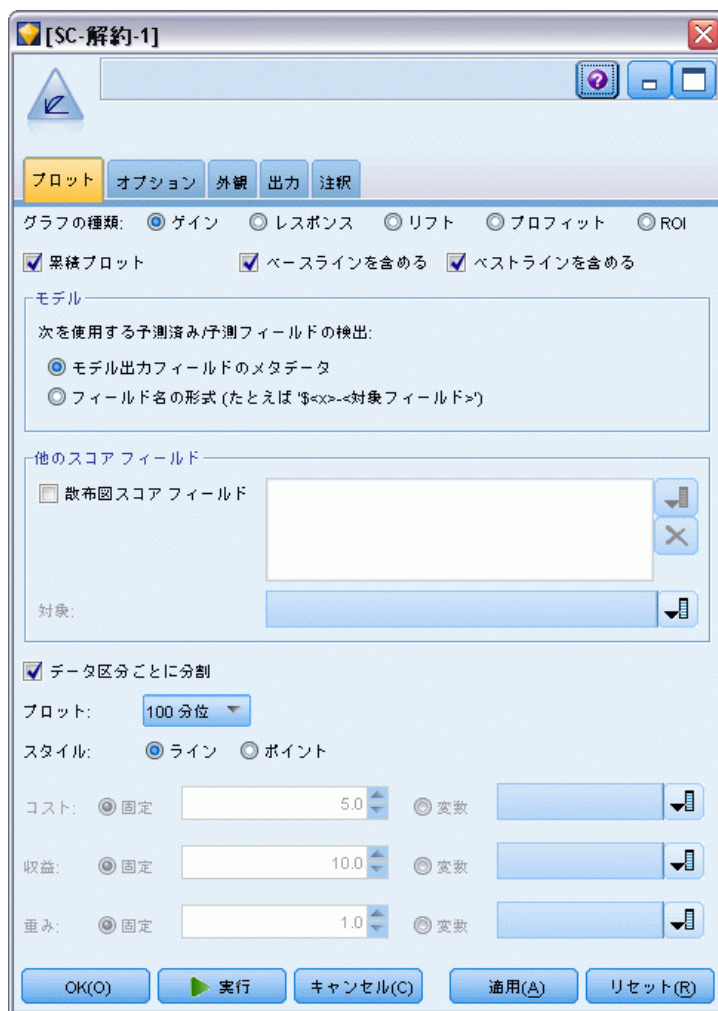 [SC-解約-1]
プロット オプション 外観 出力 注釈
グラフの種類: ゲイン レスポンス リフト プロフィット ROI
累積プロット ベースラインを含める ベストラインを含める
モデル
次を使用する予測済み/予測フィールドの検出:
モデル出力フィールドのメタデータ
フィールド名の形式 (たとえば '$<x>-<対象フィールド>')
他のスコア フィールド
散布図スコア フィールド
対象:
データ区分ごとに分割
プロット: 100 分位
スタイル: ライン ポイント
コスト: 固定 5.0 変数
収益: 固定 10.0 変数
重み: 固定 1.0 変数
OK(O) 実行 キャンセル(C) 適用(A) リセット(R)